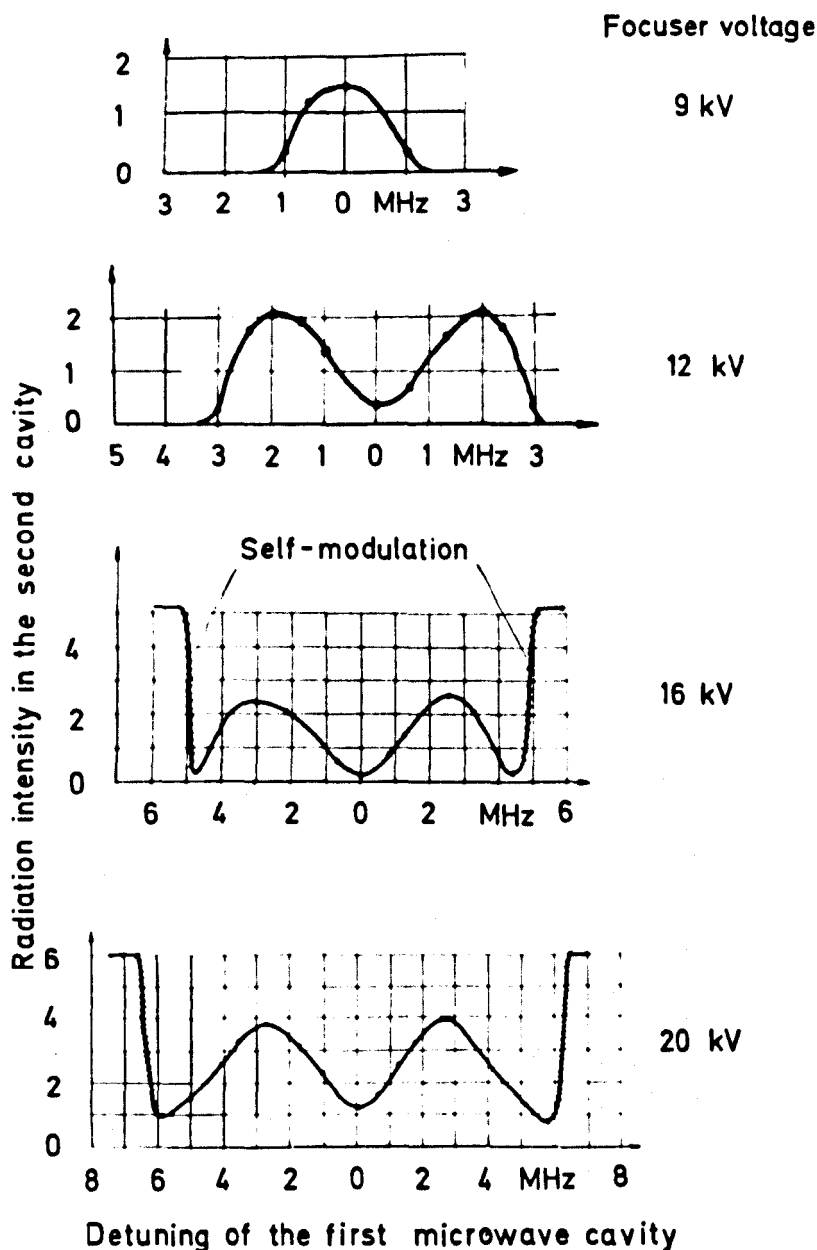 Focuser voltage
2
1
0
3 2 1 0 MHz 3
9 kV
2
1
0
5 4 3 2 1 0 1 MHz 3
12 kV
Self-modulation
4
2
0
6 4 2 0 2 MHz 6
16 kV
6
4
2
0
8 6 4 2 0 2 4 MHz 8
20 kV
Radiation intensity in the second cavity
Detuning of the first microwave cavity